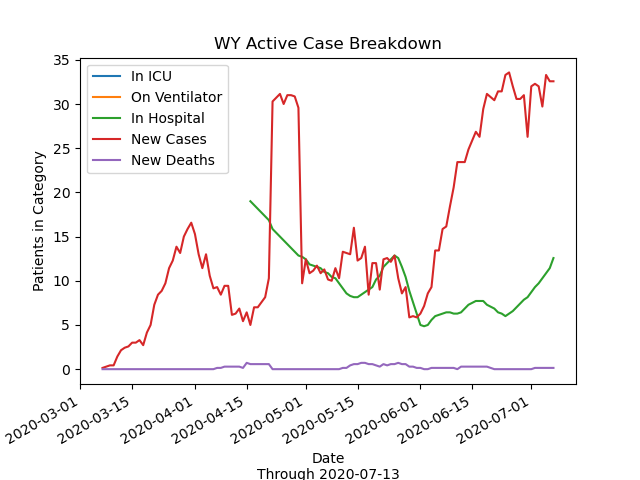 WY Active Case Breakdown
35
30
25
20
15
10
5
0
Patients in Category
In ICU
On Ventilator
In Hospital
New Cases
New Deaths
2020-03-01
2020-03-15
2020-04-01
2020-04-15
2020-05-01
2020-05-15
2020-06-01
2020-06-15
2020-07-01
Date
Through 2020-07-13